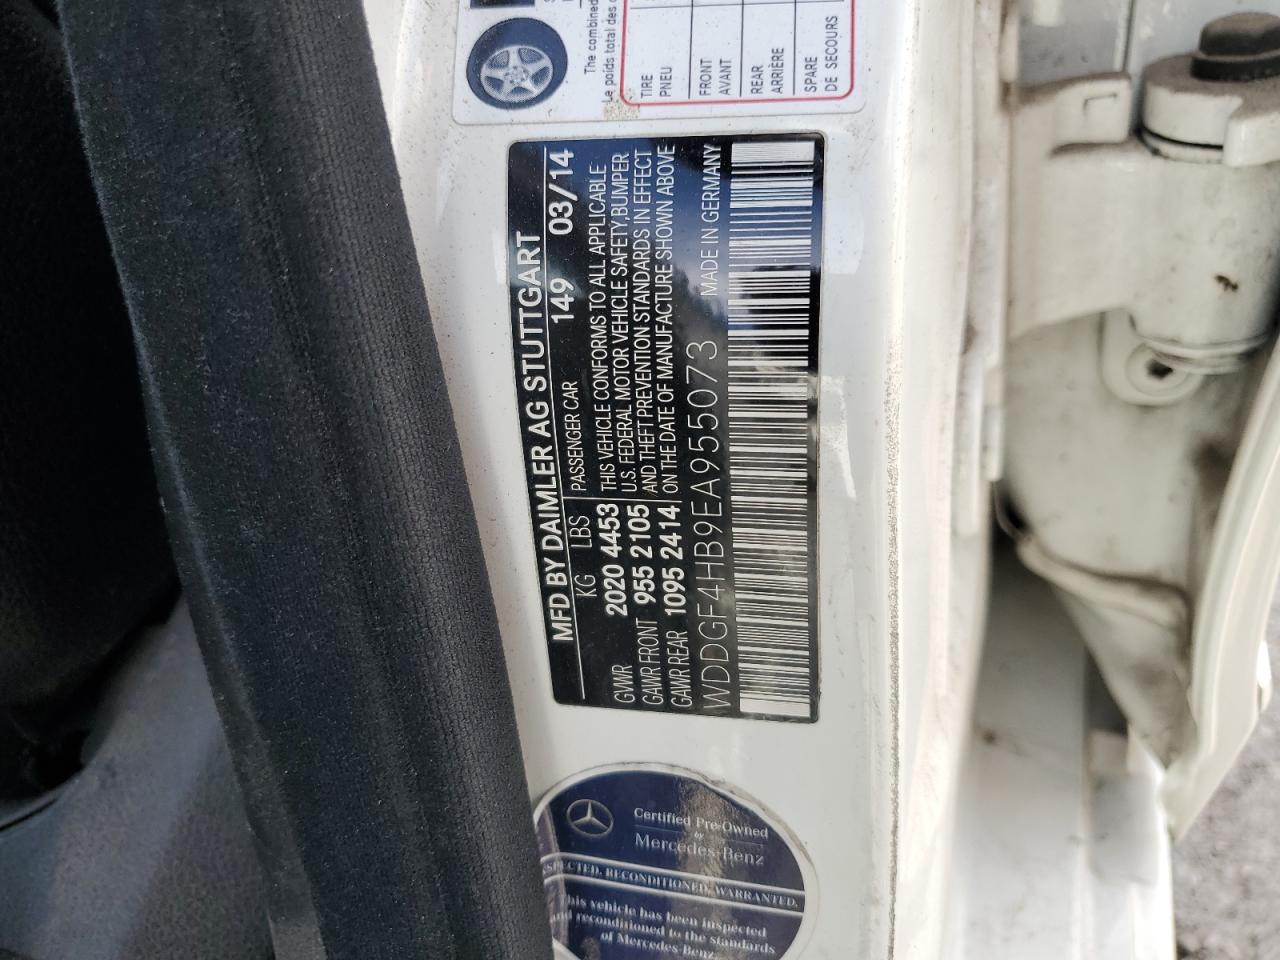 The combined
Le poids total des
TIRE
PNEU
FRONT
AVANT
REAR
ARRIÈRE
SPARE
DE SECOURS
MFD BY DAIMLER AG STUTTGART
KG LBS PASSENGER CAR 149 03/14
GVWR 2020 4453
GAWR FRONT 955 2105
GAWR REAR 1095 2414
THIS VEHICLE CONFORMS TO ALL APPLICABLE
U.S. FEDERAL MOTOR VEHICLE SAFETY, BUMPER
AND THEFT PREVENTION STANDARDS IN EFFECT
ON THE DATE OF MANUFACTURE SHOWN ABOVE
WDDGF4HB9EA955073 MADE IN GERMANY
Certified Pre-Owned
by
Mercedes-Benz
INSPECTED. RECONDITIONED. WARRANTED.
This vehicle has been inspected
and reconditioned to the standards
of Mercedes-Benz.